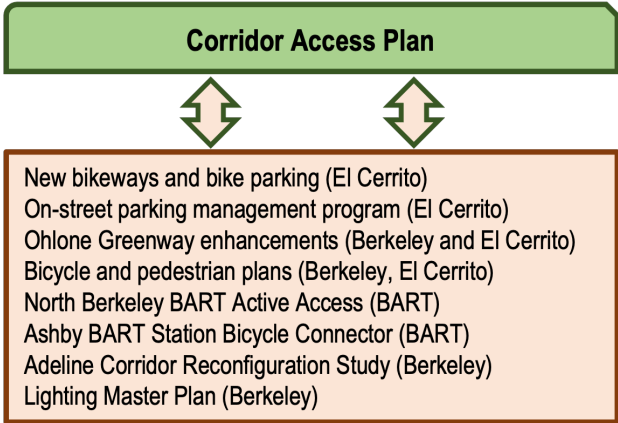 Corridor Access Plan
New bikeways and bike parking (El Cerrito)
On-street parking management program (El Cerrito)
Ohlone Greenway enhancements (Berkeley and El Cerrito)
Bicycle and pedestrian plans (Berkeley, El Cerrito)
North Berkeley BART Active Access (BART)
Ashby BART Station Bicycle Connector (BART)
Adeline Corridor Reconfiguration Study (Berkeley)
Lighting Master Plan (Berkeley)